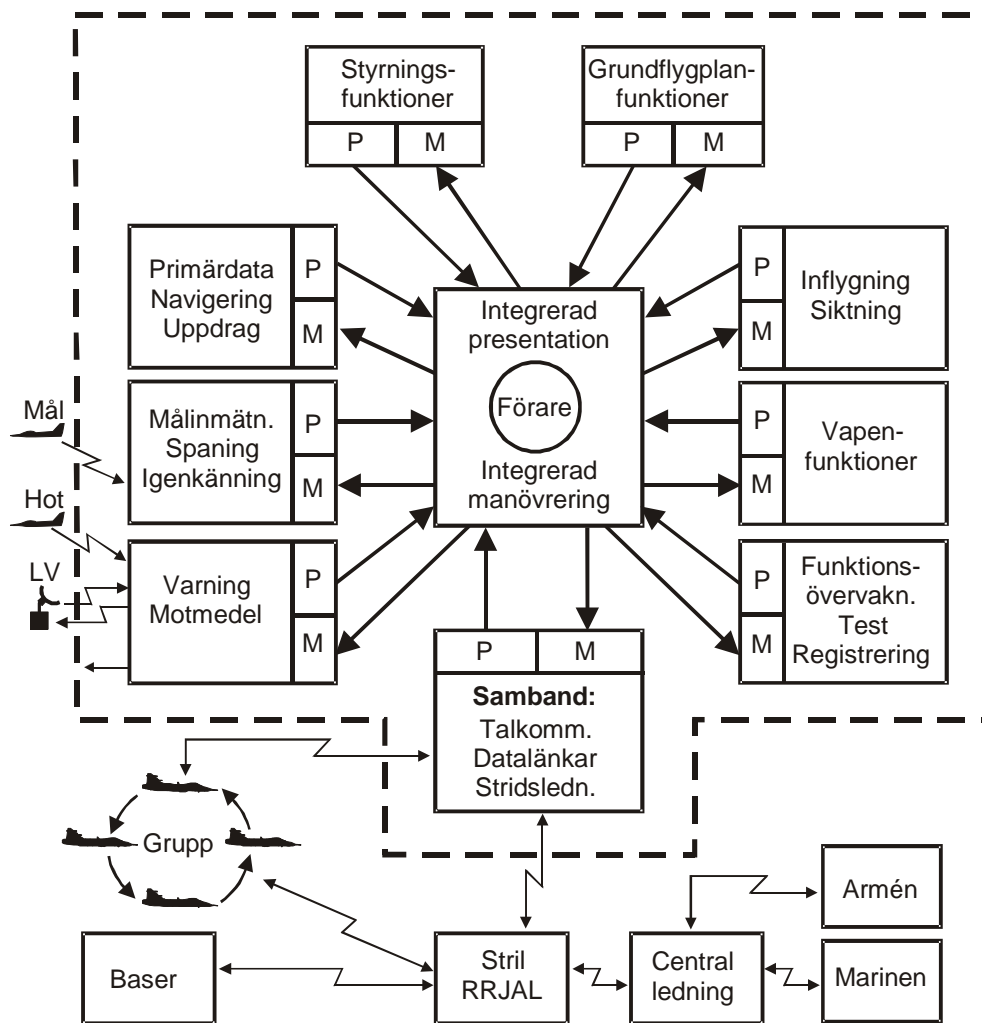 Styrnings-
funktioner
P M
Grundflygplan-
funktioner
P M
Primärdata
Navigering
Uppdrag
P
M
Integrerad
presentation
Förare
Integrerad
manövrering
P
M
Inflygning
Siktning
Mål
Målinmätn.
Spaning
Igenkänning
P
M
P
M
Vapen-
funktioner
Hot
LV
Varning
Motmedel
P
M
P
M
Funktions-
övervakn.
Test
Registrering
P M
Samband:
Talkomm.
Datalänkar
Stridsledn.
Grupp
Baser
Stril
RRJAL
Central
ledning
Armén
Marinen